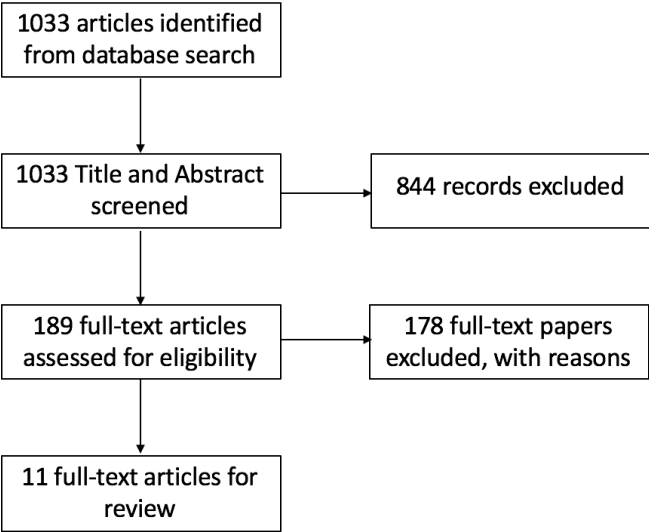 1033 articles identified
from database search
1033 Title and Abstract
screened
844 records excluded
189 full-text articles
assessed for eligibility
178 full-text papers
excluded, with reasons
11 full-text articles for
review